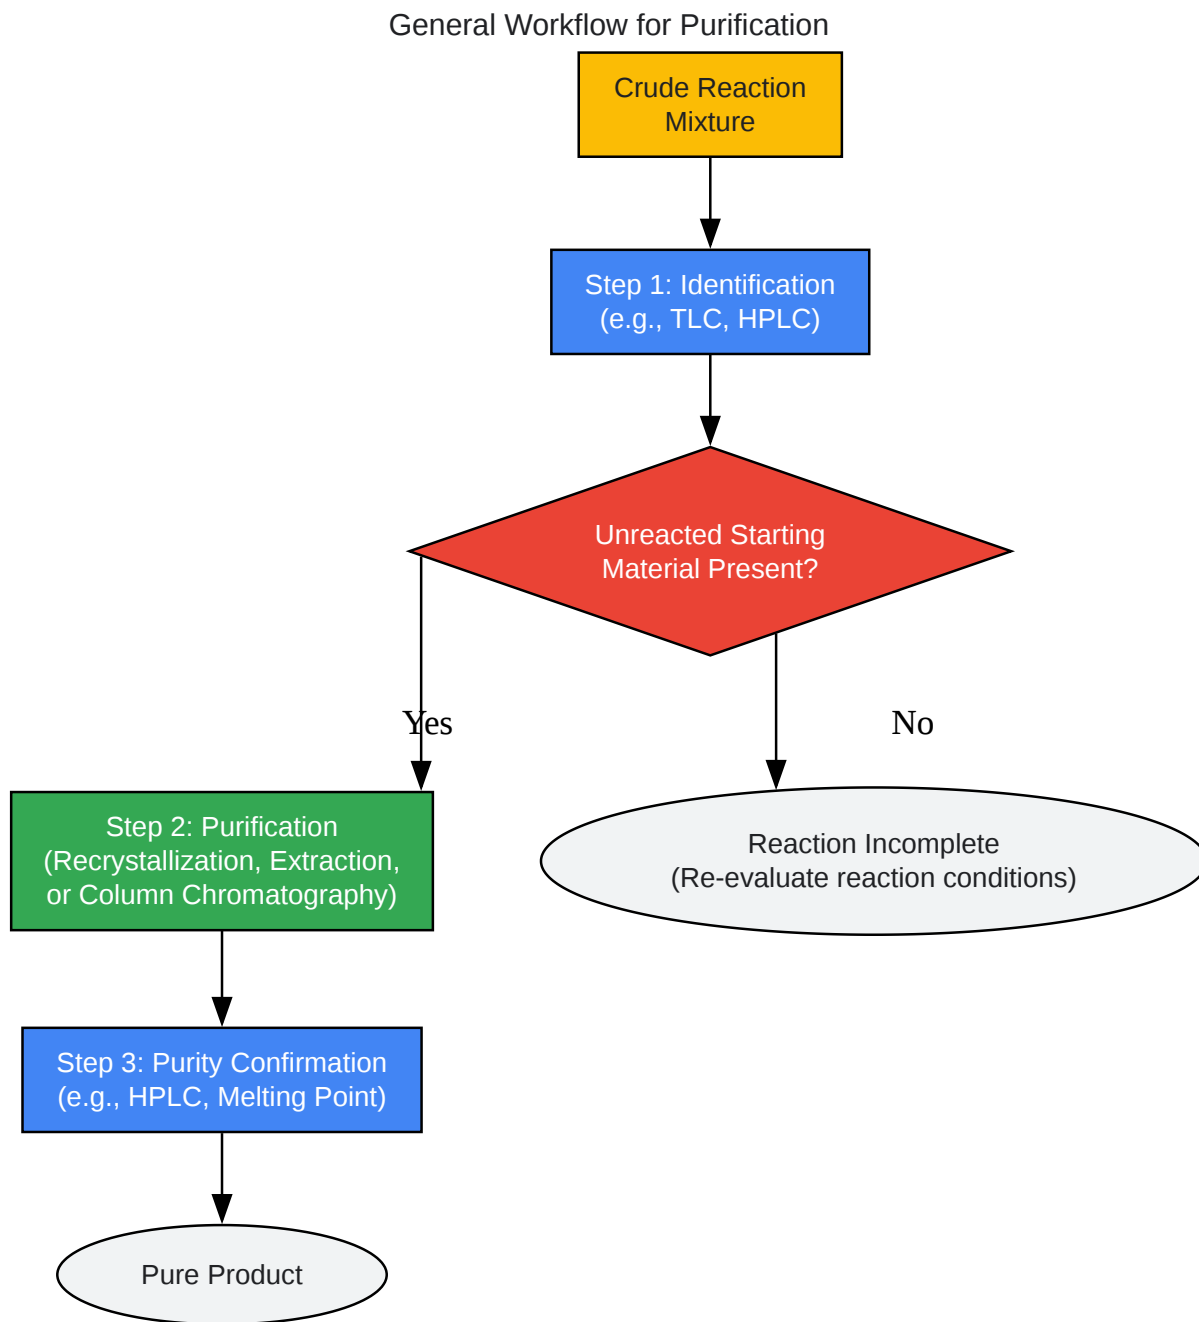 General Workflow for Purification
Crude Reaction
Mixture
Step 1: Identification
(e.g., TLC, HPLC)
Unreacted Starting
Material Present?
Yes
No
Step 2: Purification
(Recrystallization, Extraction,
or Column Chromatography)
Reaction Incomplete
(Re-evaluate reaction conditions)
Step 3: Purity Confirmation
(e.g., HPLC, Melting Point)
Pure Product